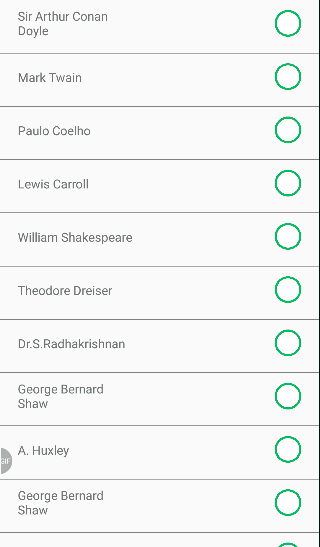 Sir Arthur Conan
Doyle
Mark Twain
Paulo Coelho
Lewis Carroll
William Shakespeare
Theodore Dreiser
Dr.S.Radhakrishnan
George Bernard
Shaw
GIF
A. Huxley
George Bernard
Shaw